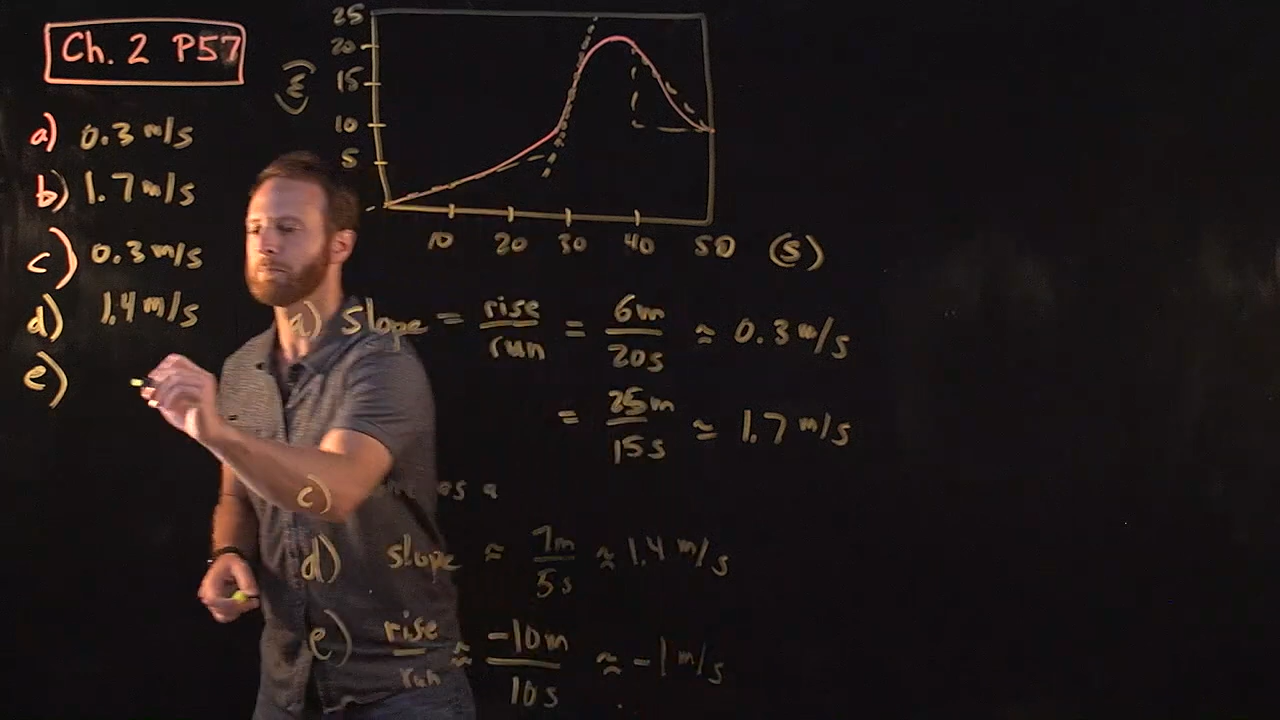 Ch. 2 P57
a) 0.3 m/s
b) 1.7 m/s
c) 0.3 m/s
d) 1.4 m/s
e)
25
20
15
10
5
(m)
10 20 30 40 50 (s)
a) slope = rise/run = 6m/20s ≈ 0.3 m/s
= 25m/15s ≃ 1.7 m/s
c) as a
d) slope ≈ 7m/5s ≈ 1.4 m/s
e) rise/run ≈ -10m/10s ≈ -1 m/s